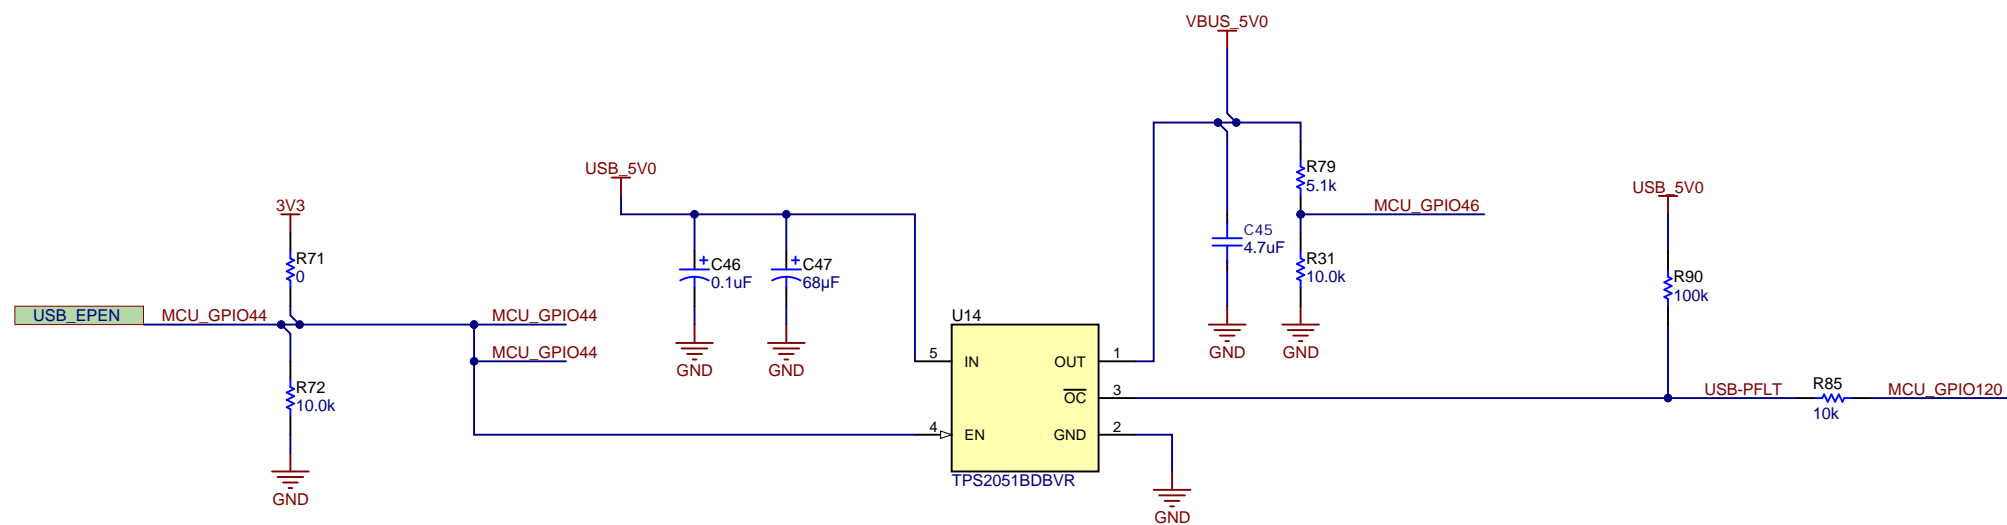 VBUS_5V0
USB_5V0
R79
5.1k
USB_5V0
3V3
MCU_GPIO46
C45
4.7uF
R71
0
C46
0.1uF
C47
68µF
R31
10.0k
R90
100k
USB_EPEN
MCU_GPIO44
MCU_GPIO44
U14
GND
GND
MCU_GPIO44
5
IN
OUT
1
GND
GND
R72
10.0k
OC
3
USB-PFLT
R85
10k
MCU_GPIO120
4
EN
GND
2
TPS2051BDBVR
GND
GND